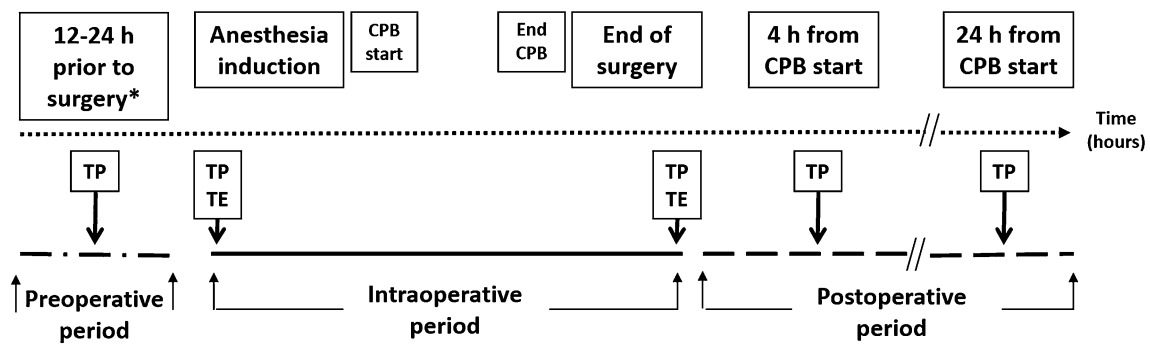 12-24 h
prior to
surgery*
Anesthesia
induction
CPB
start
End
CPB
End of
surgery
4 h from
CPB start
24 h from
CPB start
Time
(hours)
TP
TP
TE
TP
TE
TP
TP
Preoperative
period
Intraoperative
period
Postoperative
period